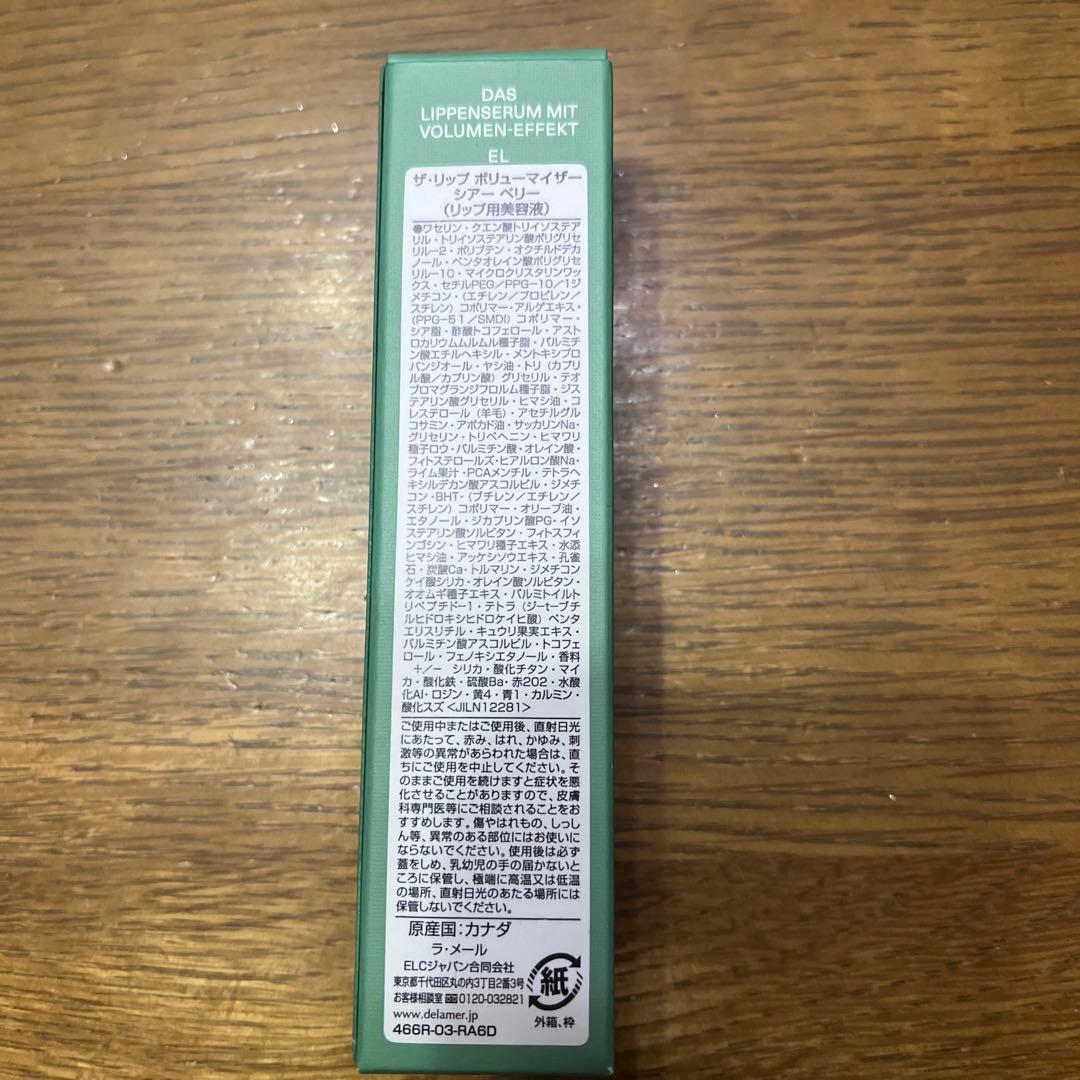 DAS
LIPPENSERUM MIT
VOLUMEN-EFFEKT
EL
ザ・リップ ボリューマイザー
シアー ベリー
(リップ用美容液)
ワセリン・クエン酸トリイソステア
リル・トリイソステアリン酸ポリグリセ
リル-2・ポリブテン・オクチルドデカ
ノール・ペンタオレイン酸ポリグリセ
リル-10・マイクロクリスタリンワッ
クス・セチルPEG/PPG-10/1ジ
メチコン・(エチレン/プロピレン/
スチレン) コポリマー・アルゲエキス・
(PPG-51/SMDI) コポリマー・
シア脂・酢酸トコフェロール・アスト
ロカリウムムルムル種子脂・パルミチ
ン酸エチルヘキシル・メントキシプロ
パンジオール・ヤシ油・トリ (カプリ
ル酸/カプリン酸) グリセリル・テオ
ブロマグランジフロルム種子脂・ジス
テアリン酸グリセリル・ヒマシ油・コ
レステロール (羊毛)・アセチルグル
コサミン・アボカド油・サッカリンNa・
グリセリン・トリベヘニン・ヒマワリ
種子ロウ・パルミチン酸・オレイン酸・
フィトステロールズ・ヒアルロン酸Na・
ライム果汁・PCAメンチル・テトラヘ
キシルデカン酸アスコルビル・ジメチ
コン・BHT・(ブチレン/エチレン/
スチレン) コポリマー・オリーブ油・
エタノール・ジカプリン酸PG・イソ
ステアリン酸ソルビタン・フィトスフィ
ンゴシン・ヒマワリ種子エキス・水添
ヒマシ油・アッケシソウエキス・孔雀
石・炭酸Ca・トルマリン・ジメチコン
ケイ酸シリカ・オレイン酸ソルビタン・
オオムギ種子エキス・パルミトイルト
リペプチド-1・テトラ (ジ-t-ブチ
ルヒドロキシヒドロケイヒ酸) ペンタ
エリスリチル・キュウリ果実エキス・
パルミチン酸アスコルビル・トコフェ
ロール・フェノキシエタノール・香料
+/- シリカ・酸化チタン・マイ
カ・酸化鉄・硫酸Ba・赤202・水酸
化Al・ロジン・黄4・青1・カルミン・
酸化スズ <JILN12281>
ご使用中またはご使用後、直射日光
にあたって、赤み、はれ、かゆみ、刺
激等の異常があらわれた場合は、直
ちにご使用を中止してください。そ
のままご使用を続けますと症状を悪
化させることがありますので、皮膚
科専門医等にご相談されることをお
すすめします。傷やはれもの、しっし
ん等、異常のある部位にはお使いに
ならないでください。使用後は必ず
蓋をしめ、乳幼児の手の届かないと
ころに保管し、極端に高温又は低温
の場所、直射日光のあたる場所には
保管しないでください。
原産国:カナダ
ラ・メール
ELCジャパン合同会社
東京都千代田区丸の内3丁目2番3号
お客様相談室 0120-032821
www.delamer.jp
466R-03-RA6D
紙
外箱、枠